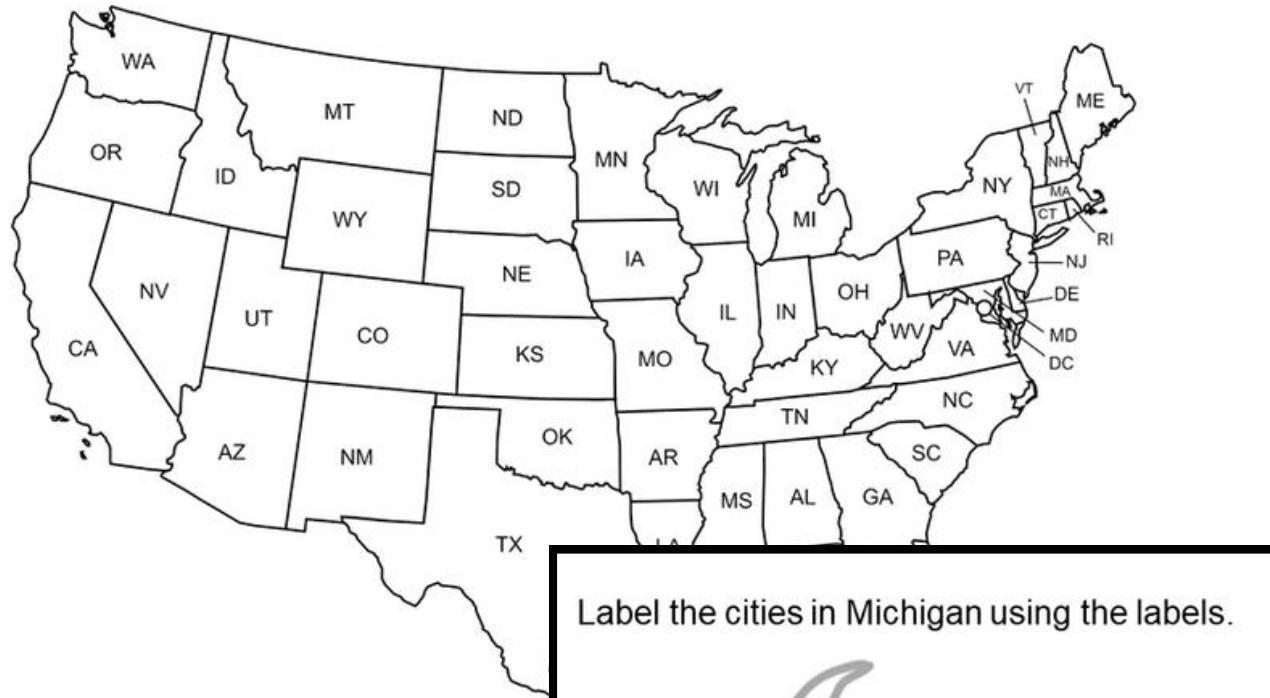 WA
MT
ND
MN
VT
ME
OR
ID
SD
WI
NH
NY
MA
WY
MI
CT
RI
IA
PA
NJ
NV
NE
OH
DE
UT
IL
IN
CA
CO
WV
MD
KS
MO
VA
DC
KY
NC
TN
AZ
OK
NM
AR
SC
MS
AL
GA
TX
LA
Label the cities in Michigan using the labels.